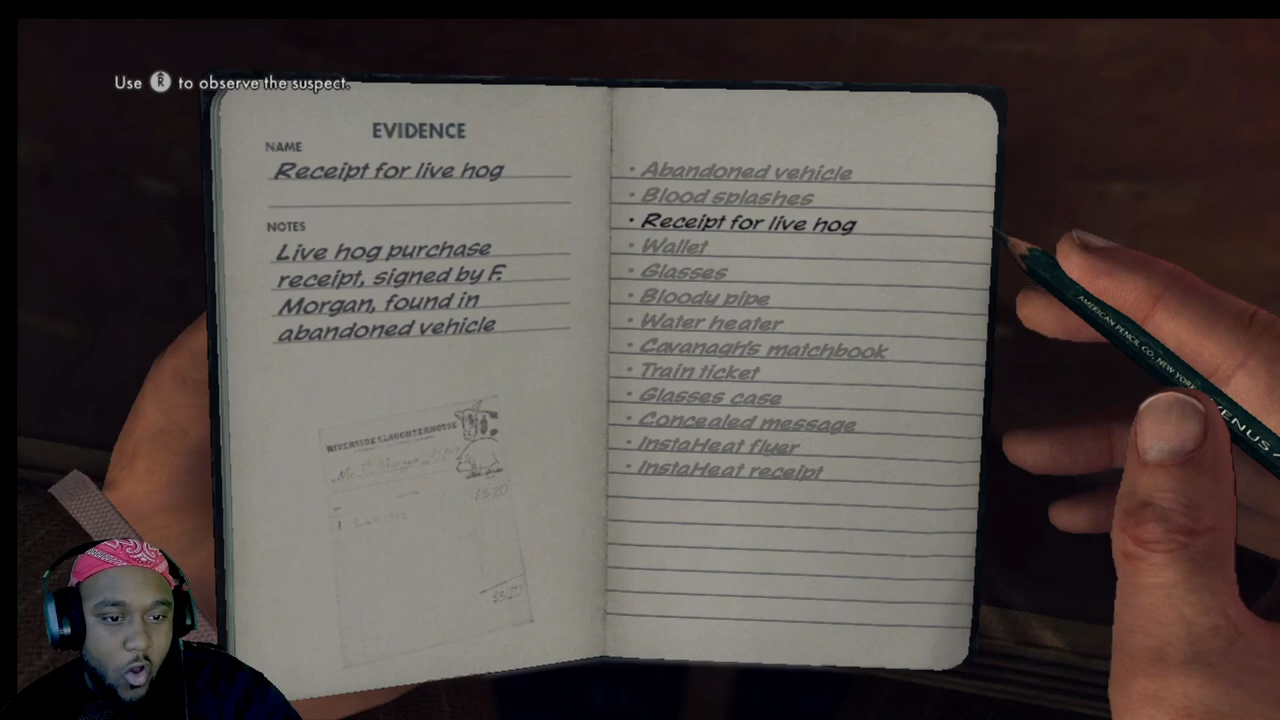 Use R to observe the suspect.
EVIDENCE
NAME
Receipt for live hog
NOTES
Live hog purchase
receipt, signed by F.
Morgan, found in
abandoned vehicle
RIVERSIDE SLAUGHTERHOUSE
• Abandoned vehicle
• Blood splashes
• Receipt for live hog
• Wallet
• Glasses
• Bloody pipe
• Water heater
• Cavanagh's matchbook
• Train ticket
• Glasses case
• Concealed message
• InstaHeat flyer
• InstaHeat receipt
AMERICAN PENCIL CO. NEW YORK
VENUS